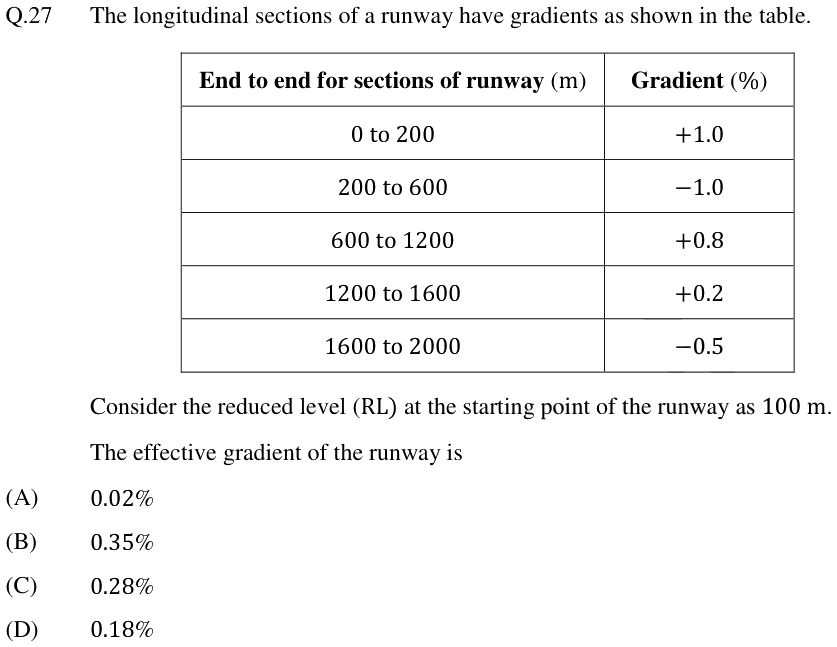 Q.27 The longitudinal sections of a runway have gradients as shown in the table.
End to end for sections of runway (m) Gradient (%)
0 to 200 +1.0
200 to 600 −1.0
600 to 1200 +0.8
1200 to 1600 +0.2
1600 to 2000 −0.5
Consider the reduced level (RL) at the starting point of the runway as 100 m.
The effective gradient of the runway is
(A) 0.02%
(B) 0.35%
(C) 0.28%
(D) 0.18%